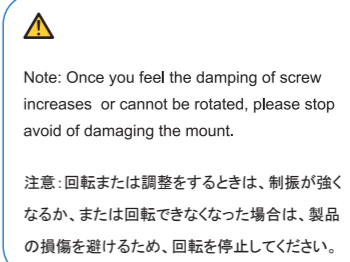 Note: Once you feel the damping of screw
increases or cannot be rotated, please stop
avoid of damaging the mount.
注意：回転または調整をするときは、制振が強く
なるか、または回転できなくなった場合は、製品
の損傷を避けるため、回転を停止してください。